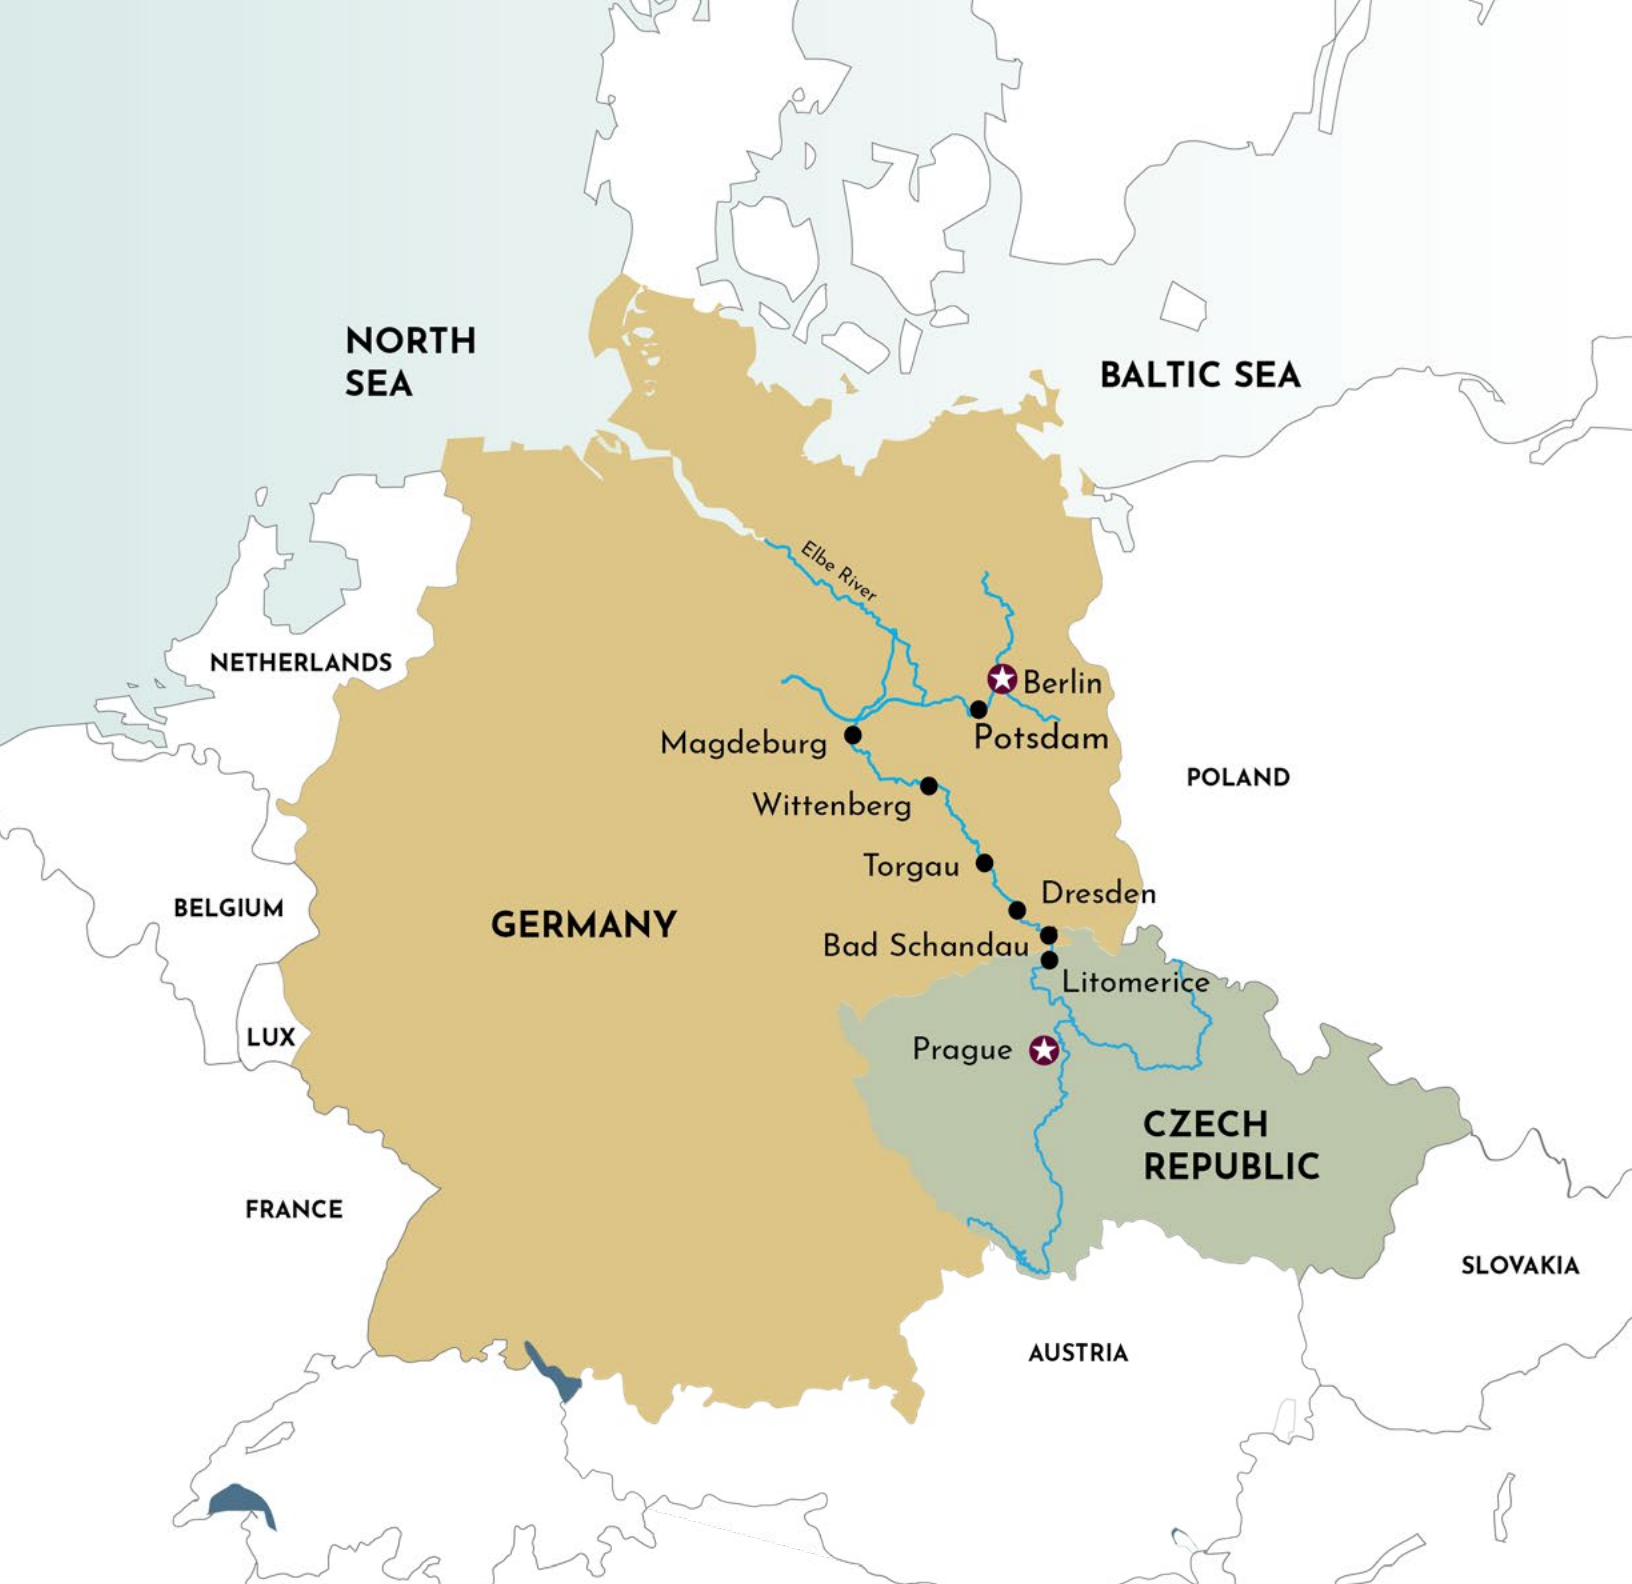 NORTH
SEA
BALTIC SEA
Elbe River
NETHERLANDS
Berlin
Potsdam
Magdeburg
POLAND
Wittenberg
Torgau
Dresden
BELGIUM
GERMANY
Bad Schandau
Litomerice
LUX
Prague
CZECH
REPUBLIC
FRANCE
SLOVAKIA
AUSTRIA